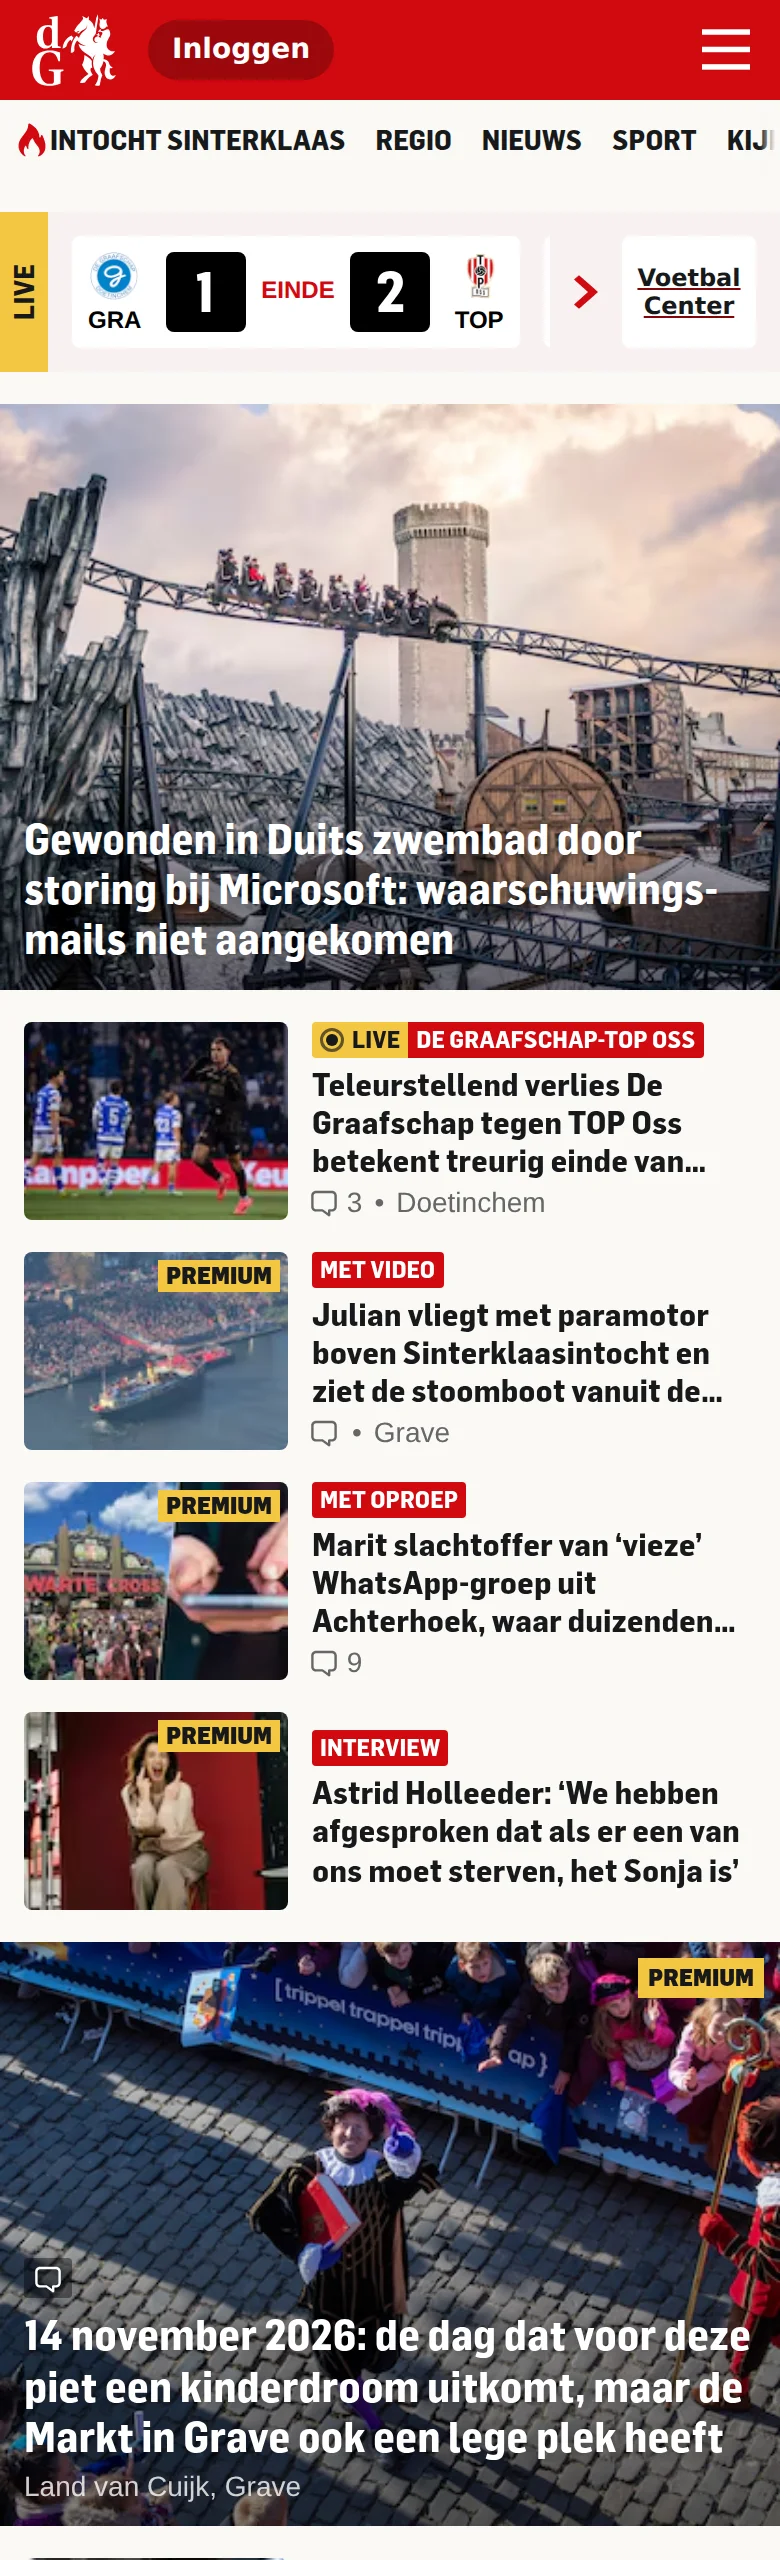 dG
Inloggen
INTOCHT SINTERKLAAS REGIO NIEUWS SPORT
LIVE
GRA 1 EINDE 2 TOP
Voetbal
Center
Gewonden in Duits zwembad door
storing bij Microsoft: waarschuwings-
mails niet aangekomen
LIVE DE GRAAFSCHAP-TOP OSS
Teleurstellend verlies De
Graafschap tegen TOP Oss
betekent treurig einde van...
3 • Doetinchem
PREMIUM
MET VIDEO
Julian vliegt met paramotor
boven Sinterklaasintocht en
ziet de stoomboot vanuit de...
• Grave
PREMIUM
WARTE CROSS
MET OPROEP
Marit slachtoffer van ‘vieze’
WhatsApp-groep uit
Achterhoek, waar duizenden...
9
PREMIUM
INTERVIEW
Astrid Holleeder: ‘We hebben
afgesproken dat als er een van
ons moet sterven, het Sonja is’
PREMIUM
[ trippel trappel trip ap }
14 november 2026: de dag dat voor deze
piet een kinderdroom uitkomt, maar de
Markt in Grave ook een lege plek heeft
Land van Cuijk, Grave